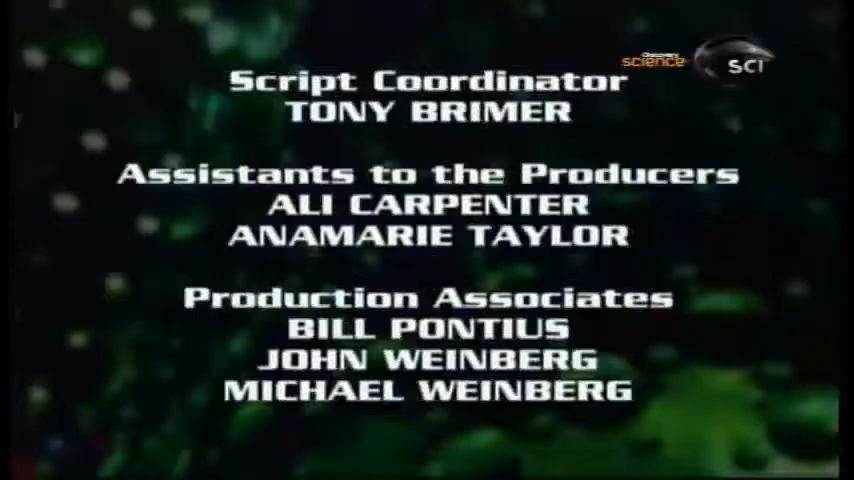 Discovery
science
SCI
Script Coordinator
TONY BRIMER
Assistants to the Producers
ALI CARPENTER
ANAMARIE TAYLOR
Production Associates
BILL PONTIUS
JOHN WEINBERG
MICHAEL WEINBERG